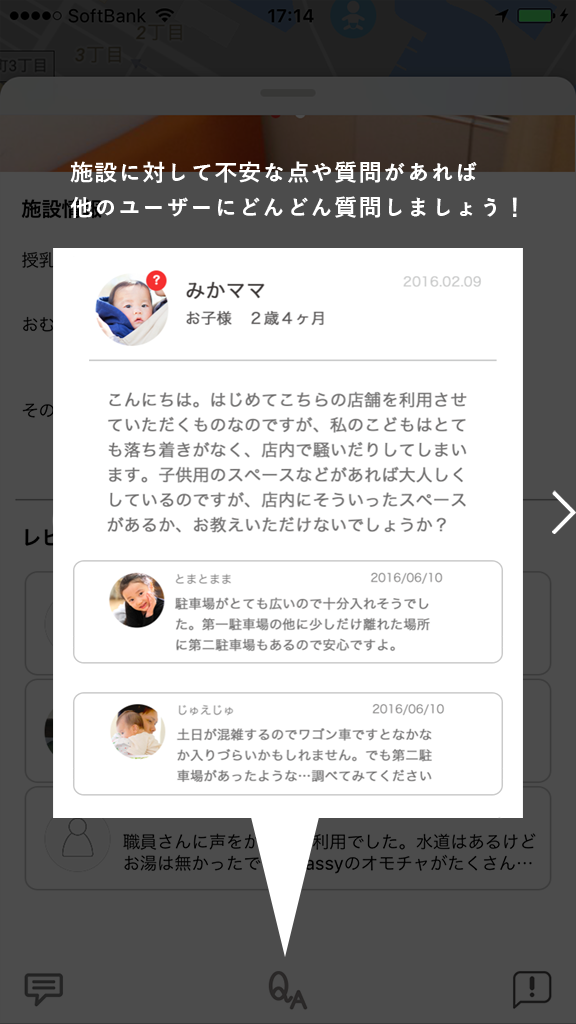 SoftBank 17:14
2丁目
3丁目
町3丁目
施設に対して不安な点や質問があれば
他のユーザーにどんどん質問しましょう！
施設情報
授乳
おむ
その
レビ
?
みかママ
2016.02.09
お子様　２歳４ヶ月
こんにちは。はじめてこちらの店舗を利用させ
ていただくものなのですが、私のこどもはとて
も落ち着きがなく、店内で騒いだりしてしまい
ます。子供用のスペースなどがあれば大人しく
しているのですが、店内にそういったスペース
があるか、お教えいただけないでしょうか？
とまとまま 2016/06/10
駐車場がとても広いので十分入れそうでし
た。第一駐車場の他に少しだけ離れた場所
に第二駐車場もあるので安心ですよ。
じゅえじゅ 2016/06/10
土日が混雑するのでワゴン車ですとなかな
か入りづらいかもしれません。でも第二駐
車場があったような…調べてみてください
職員さんに声をか 利用でした。水道はあるけど
お湯は無かったで assyのオモチャがたくさん…
QA